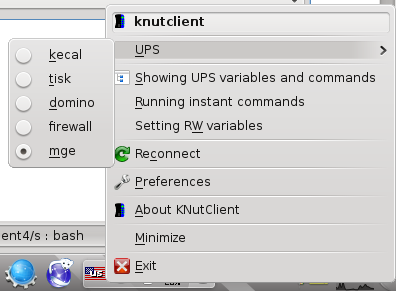 knutclient
UPS
kecal
tisk
domino
firewall
mge
Showing UPS variables and commands
Running instant commands
Setting RW variables
Reconnect
Preferences
About KNutClient
Minimize
Exit
ent4/s : bash